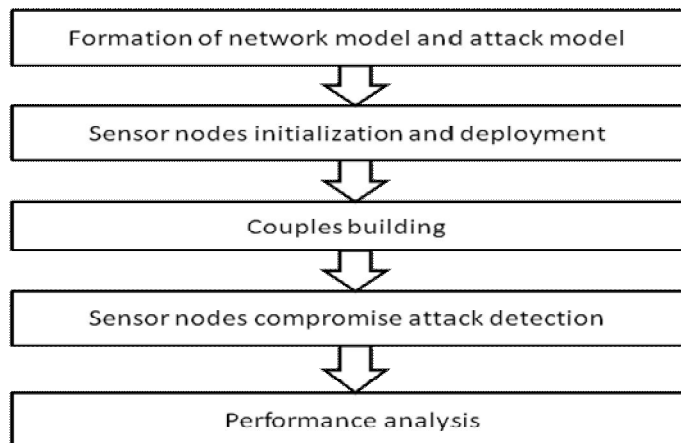 Formation of network model and attack model
Sensor nodes initialization and deployment
Couples building
Sensor nodes compromise attack detection
Performance analysis